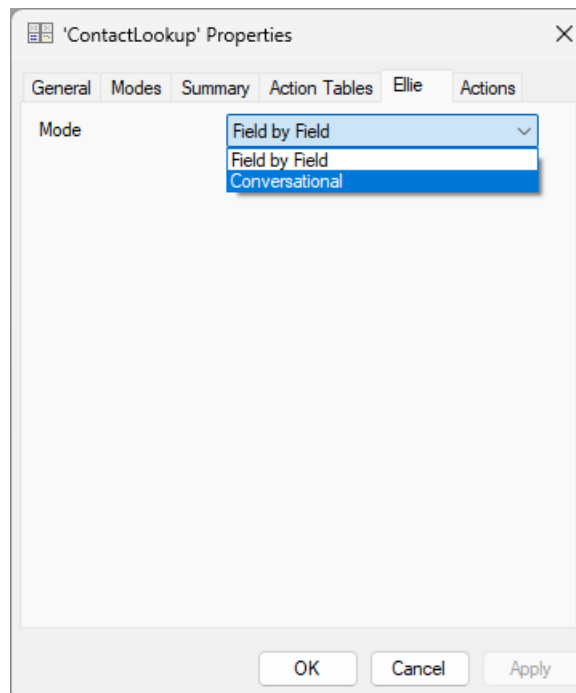 'ContactLookup' Properties
General Modes Summary Action Tables Ellie Actions
Mode Field by Field
Field by Field
Conversational
OK Cancel Apply